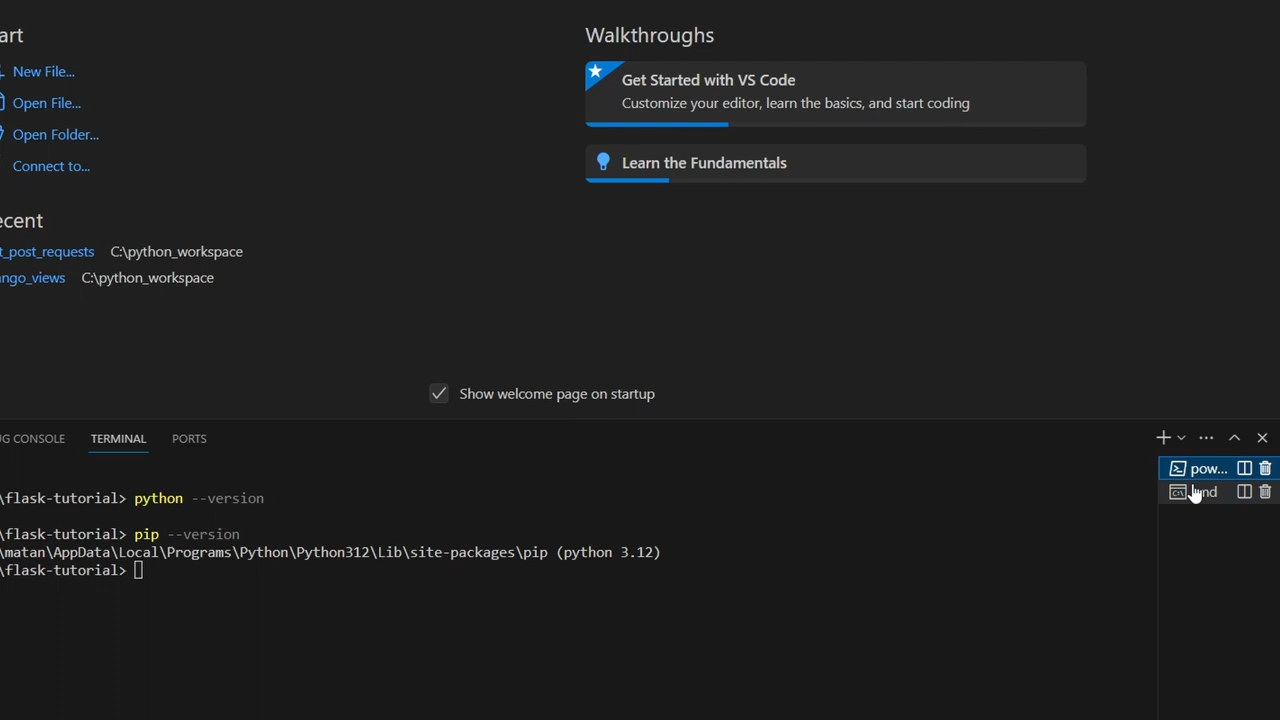 art
Walkthroughs
New File...
Open File...
Open Folder...
Connect to...
Get Started with VS Code
Customize your editor, learn the basics, and start coding
Learn the Fundamentals
ecent
t_post_requests C:\python_workspace
ngo_views C:\python_workspace
Show welcome page on startup
G CONSOLE TERMINAL PORTS
pow...
nd
\flask-tutorial> python --version
\flask-tutorial> pip --version
\matan\AppData\Local\Programs\Python\Python312\Lib\site-packages\pip (python 3.12)
\flask-tutorial>